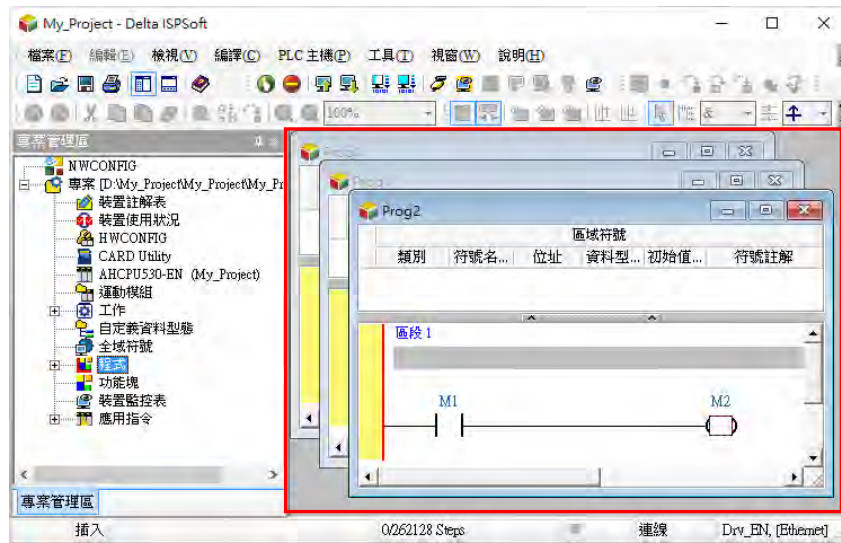 My_Project - Delta ISPSoft
檔案(F) 編輯(E) 檢視(V) 編譯(C) PLC 主機(P) 工具(T) 視窗(W) 說明(H)
100%
專案管理區
NWCONFIG
專案 [D:\My_Project\My_Project\My_Pr
裝置註解表
裝置使用狀況
HWCONFIG
CARD Utility
AHCPU530-EN (My_Project)
運動模組
工作
自定義資料型態
全域符號
程式
功能塊
裝置監控表
應用指令
專案管理區
Prog2
區域符號
類別 符號名... 位址 資料型... 初始值... 符號註解
區段 1
M1 M2
插入 0/262128 Steps 連線 Drv_EN, [Ethernet]